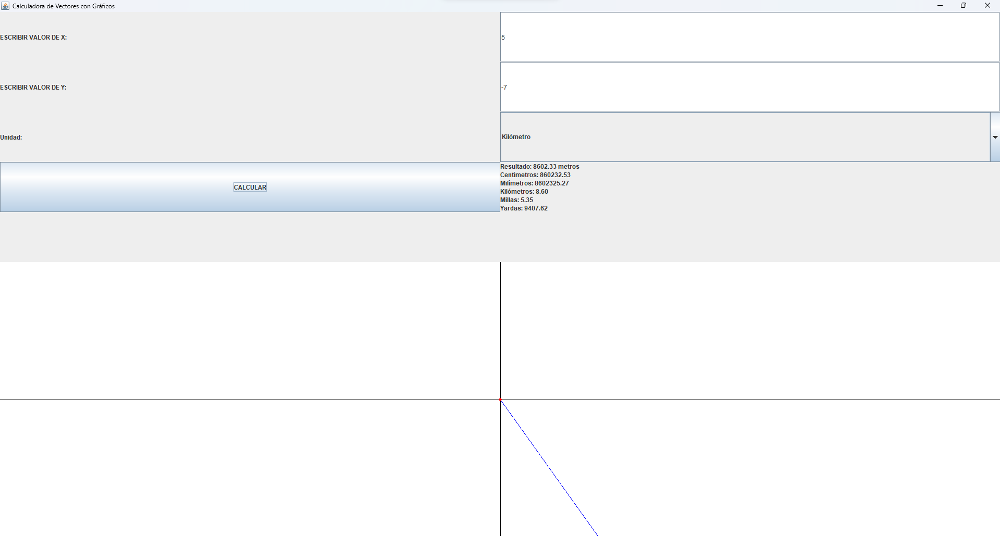 Calculadora de Vectores con Gráficos
ESCRIBIR VALOR DE X:
5
ESCRIBIR VALOR DE Y:
-7
Unidad:
Kilómetro
CALCULAR
Resultado: 8602.33 metros
Centímetros: 860232.53
Milímetros: 8602325.27
Kilómetros: 8.60
Millas: 5.35
Yardas: 9407.62